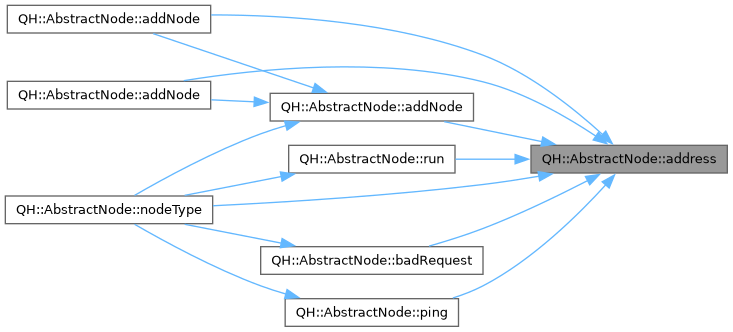 QH::AbstractNode::addNode
QH::AbstractNode::addNode
QH::AbstractNode::addNode
QH::AbstractNode::run
QH::AbstractNode::address
QH::AbstractNode::nodeType
QH::AbstractNode::badRequest
QH::AbstractNode::ping